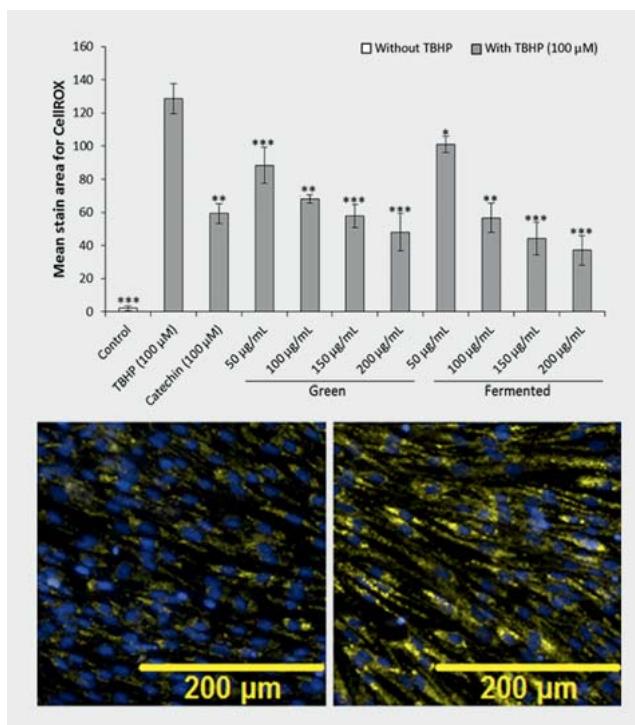 160
140
120
100
80
60
40
20
0
Mean stain area for CellROX
Without TBHP
With TBHP (100 µM)
***
**
***
**
***
***
*
**
***
***
Control
TBHP (100 µM)
Catechin (100 µM)
50 µg/mL
100 µg/mL
150 µg/mL
200 µg/mL
50 µg/mL
100 µg/mL
150 µg/mL
200 µg/mL
Green
Fermented
200 µm
200 µm